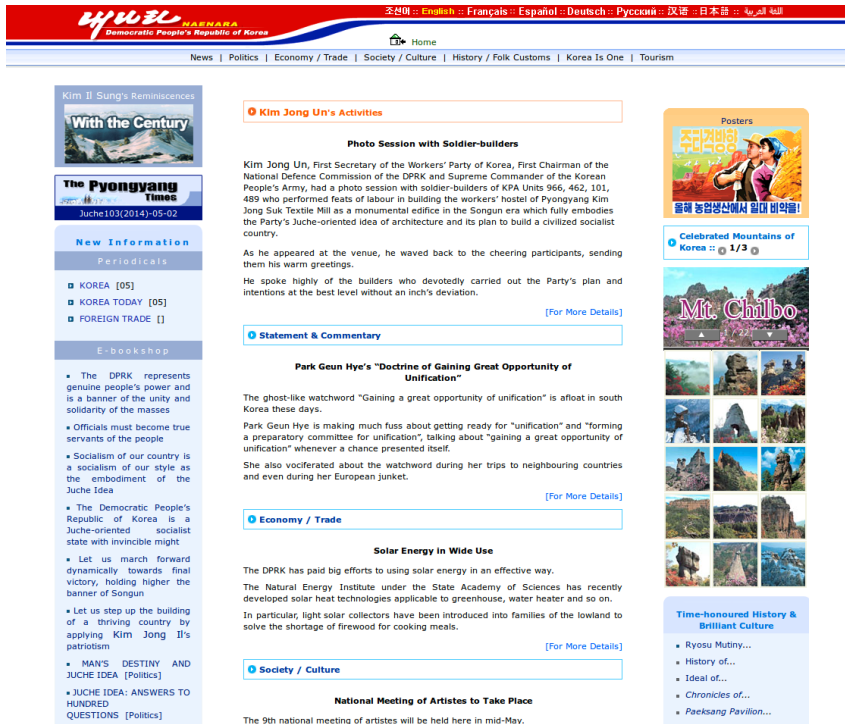 내나라 NAENARA
Democratic People's Republic of Korea
조선어 :: English :: Français :: Español :: Deutsch :: Русский :: 汉语 :: 日本語 :: اللغة العربية
Home
News | Politics | Economy / Trade | Society / Culture | History / Folk Customs | Korea Is One | Tourism
Kim Il Sung's Reminiscences
With the Century
The Pyongyang
Times
Juche103(2014)-05-02
New Information
Periodicals
KOREA [05]
KOREA TODAY [05]
FOREIGN TRADE []
E-bookshop
The DPRK represents
genuine people's power and
is a banner of the unity and
solidarity of the masses
Officials must become true
servants of the people
Socialism of our country is
a socialism of our style as
the embodiment of the
Juche Idea
The Democratic People's
Republic of Korea is a
Juche-oriented socialist
state with invincible might
Let us march forward
dynamically towards final
victory, holding higher the
banner of Songun
Let us step up the building
of a thriving country by
applying Kim Jong Il's
patriotism
MAN'S DESTINY AND
JUCHE IDEA [Politics]
JUCHE IDEA: ANSWERS TO
HUNDRED
QUESTIONS [Politics]
Kim Jong Un's Activities
Photo Session with Soldier-builders
Kim Jong Un, First Secretary of the Workers' Party of Korea, First Chairman of the
National Defence Commission of the DPRK and Supreme Commander of the Korean
People's Army, had a photo session with soldier-builders of KPA Units 966, 462, 101,
489 who performed feats of labour in building the workers' hostel of Pyongyang Kim
Jong Suk Textile Mill as a monumental edifice in the Songun era which fully embodies
the Party's Juche-oriented idea of architecture and its plan to build a civilized socialist
country.
As he appeared at the venue, he waved back to the cheering participants, sending
them his warm greetings.
He spoke highly of the builders who devotedly carried out the Party's plan and
intentions at the best level without an inch's deviation.
[For More Details]
Statement & Commentary
Park Geun Hye's “Doctrine of Gaining Great Opportunity of
Unification”
The ghost-like watchword “Gaining a great opportunity of unification” is afloat in south
Korea these days.
Park Geun Hye is making much fuss about getting ready for “unification” and “forming
a preparatory committee for unification”, talking about “gaining a great opportunity of
unification” whenever a chance presented itself.
She also vociferated about the watchword during her trips to neighbouring countries
and even during her European junket.
[For More Details]
Economy / Trade
Solar Energy in Wide Use
The DPRK has paid big efforts to using solar energy in an effective way.
The Natural Energy Institute under the State Academy of Sciences has recently
developed solar heat technologies applicable to greenhouse, water heater and so on.
In particular, light solar collectors have been introduced into families of the lowland to
solve the shortage of firewood for cooking meals.
[For More Details]
Society / Culture
National Meeting of Artistes to Take Place
The 9th national meeting of artistes will be held here in mid-May.
Posters
주타격방향
올해 농업생산에서 일대 비약을!
Celebrated Mountains of
Korea :: 1/3
Mt. Chilbo
Time-honoured History &
Brilliant Culture
Ryosu Mutiny...
History of...
Ideal of...
Chronicles of...
Paeksang Pavilion...